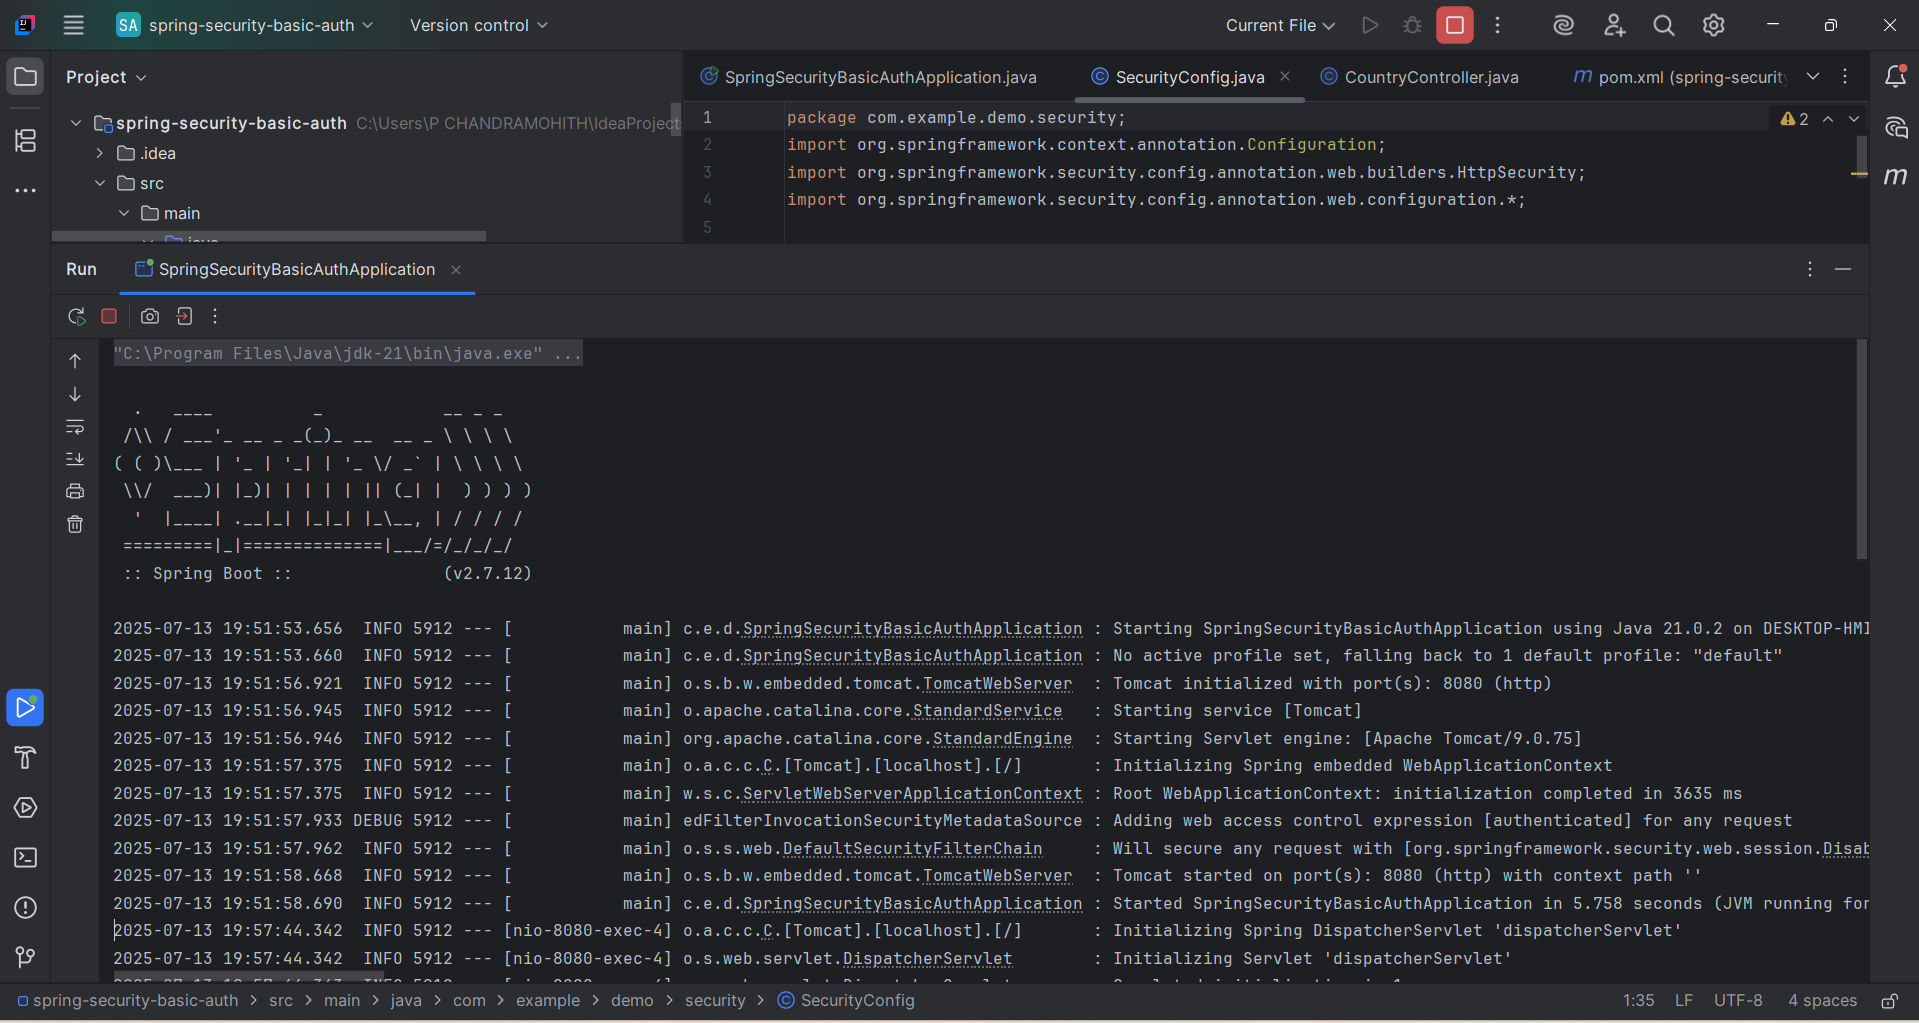 SA spring-security-basic-auth Version control Current File
Project
SpringSecurityBasicAuthApplication.java SecurityConfig.java CountryController.java m pom.xml (spring-securit
spring-security-basic-auth C:\Users\P CHANDRAMOHITH\IdeaProject
.idea
src
main
java
1 package com.example.demo.security;
2 import org.springframework.context.annotation.Configuration;
3 import org.springframework.security.config.annotation.web.builders.HttpSecurity;
4 import org.springframework.security.config.annotation.web.configuration.*;
5
2
Run SpringSecurityBasicAuthApplication
"C:\Program Files\Java\jdk-21\bin\java.exe" ...
  .   ____          _            __ _ _
 /\\ / ___'_ __ _ _(_)_ __  __ _ \ \ \ \
( ( )\___ | '_ | '_| | '_ \/ _` | \ \ \ \
 \\/  ___)| |_)| | | | | || (_| |  ) ) ) )
  '  |____| .__|_| |_|_| |_\__, | / / / /
 =========|_|==============|___/=/_/_/_/
 :: Spring Boot ::               (v2.7.12)
2025-07-13 19:51:53.656  INFO 5912 --- [           main] c.e.d.SpringSecurityBasicAuthApplication : Starting SpringSecurityBasicAuthApplication using Java 21.0.2 on DESKTOP-HMI
2025-07-13 19:51:53.660  INFO 5912 --- [           main] c.e.d.SpringSecurityBasicAuthApplication : No active profile set, falling back to 1 default profile: "default"
2025-07-13 19:51:56.921  INFO 5912 --- [           main] o.s.b.w.embedded.tomcat.TomcatWebServer  : Tomcat initialized with port(s): 8080 (http)
2025-07-13 19:51:56.945  INFO 5912 --- [           main] o.apache.catalina.core.StandardService   : Starting service [Tomcat]
2025-07-13 19:51:56.946  INFO 5912 --- [           main] org.apache.catalina.core.StandardEngine  : Starting Servlet engine: [Apache Tomcat/9.0.75]
2025-07-13 19:51:57.375  INFO 5912 --- [           main] o.a.c.c.C.[Tomcat].[localhost].[/]       : Initializing Spring embedded WebApplicationContext
2025-07-13 19:51:57.375  INFO 5912 --- [           main] w.s.c.ServletWebServerApplicationContext : Root WebApplicationContext: initialization completed in 3635 ms
2025-07-13 19:51:57.933 DEBUG 5912 --- [           main] edFilterInvocationSecurityMetadataSource : Adding web access control expression [authenticated] for any request
2025-07-13 19:51:57.962  INFO 5912 --- [           main] o.s.s.web.DefaultSecurityFilterChain     : Will secure any request with [org.springframework.security.web.session.Disab
2025-07-13 19:51:58.668  INFO 5912 --- [           main] o.s.b.w.embedded.tomcat.TomcatWebServer  : Tomcat started on port(s): 8080 (http) with context path ''
2025-07-13 19:51:58.690  INFO 5912 --- [           main] c.e.d.SpringSecurityBasicAuthApplication : Started SpringSecurityBasicAuthApplication in 5.758 seconds (JVM running for
2025-07-13 19:57:44.342  INFO 5912 --- [nio-8080-exec-4] o.a.c.c.C.[Tomcat].[localhost].[/]       : Initializing Spring DispatcherServlet 'dispatcherServlet'
2025-07-13 19:57:44.342  INFO 5912 --- [nio-8080-exec-4] o.s.web.servlet.DispatcherServlet        : Initializing Servlet 'dispatcherServlet'
spring-security-basic-auth > src > main > java > com > example > demo > security > SecurityConfig 1:35 LF UTF-8 4 spaces